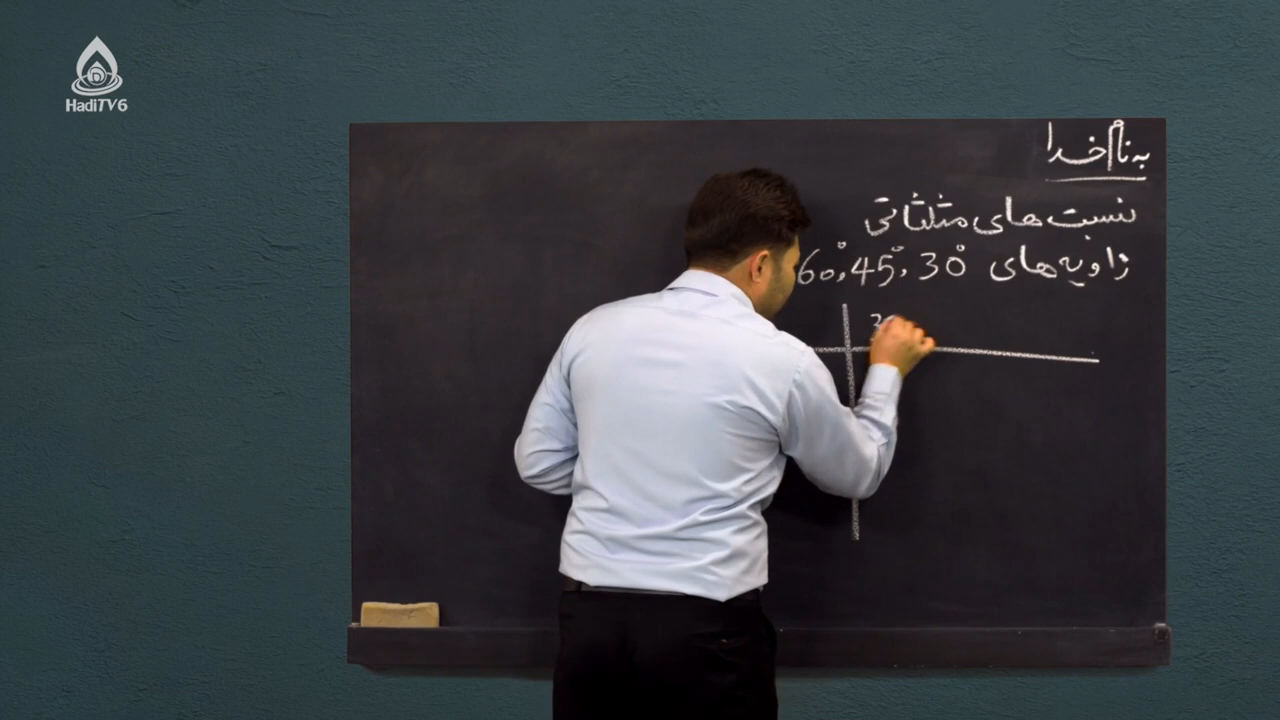 HadiTV6
به نام خدا
نسبت های مثلثاتی
زاویه های 30°، 45°، 60°